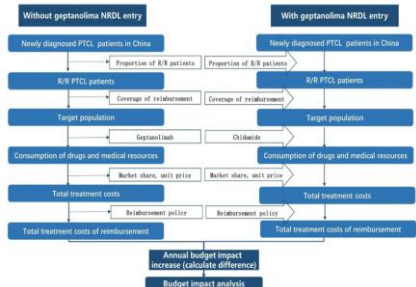 Without geptanolima NRDL entry
With geptanolima NRDL entry
Newly diagnosed PTCL patients in China
Newly diagnosed PTCL patients in China
Proportion of R/R patients
Proportion of R/R patients
R/R PTCL patients
R/R PTCL patients
Coverage of reimbursement
Coverage of reimbursement
Target population
Target population
Geptanolimab
Chidamide
Consumption of drugs and medical resources
Consumption of drugs and medical resources
Market share, unit price
Market share, unit price
Total treatment costs
Total treatment costs
Reimbursement policy
Reimbursement policy
Total treatment costs of reimbursement
Total treatment costs of reimbursement
Annual budget impact
increase (calculate difference)
Budget impact analysis